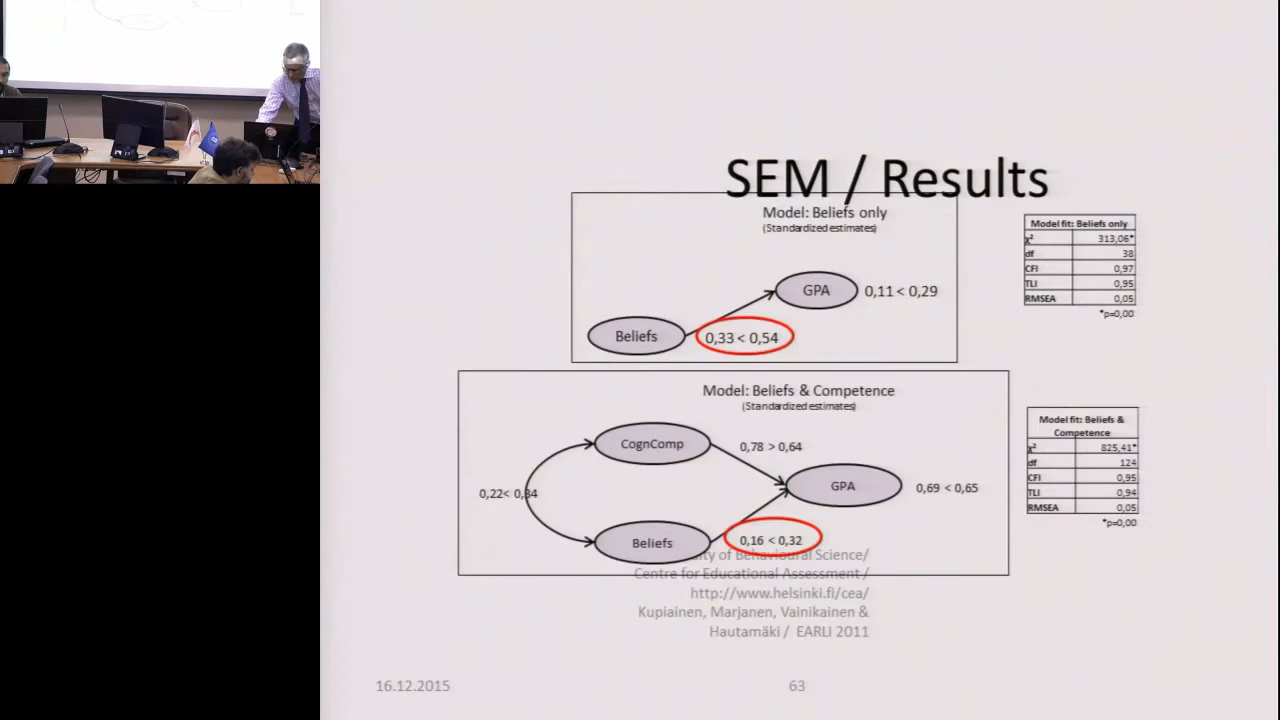 SEM / Results
Model: Beliefs only
(Standardized estimates)
GPA
0,11 < 0,29
Beliefs
0,33 < 0,54
Model fit: Beliefs only
χ² 313,06*
df 38
CFI 0,97
TLI 0,95
RMSEA 0,05
*p=0,00
Model: Beliefs & Competence
(Standardized estimates)
CognComp
0,78 > 0,64
GPA
0,69 < 0,65
0,22< 0,34
Beliefs
0,16 < 0,32
Model fit: Beliefs &
Competence
χ² 825,41*
df 124
CFI 0,95
TLI 0,94
RMSEA 0,05
*p=0,00
of Behavioural Science/
Centre for Educational Assessment /
http://www.helsinki.fi/cea/
Kupiainen, Marjanen, Vainikainen &
Hautamäki / EARLI 2011
16.12.2015
63